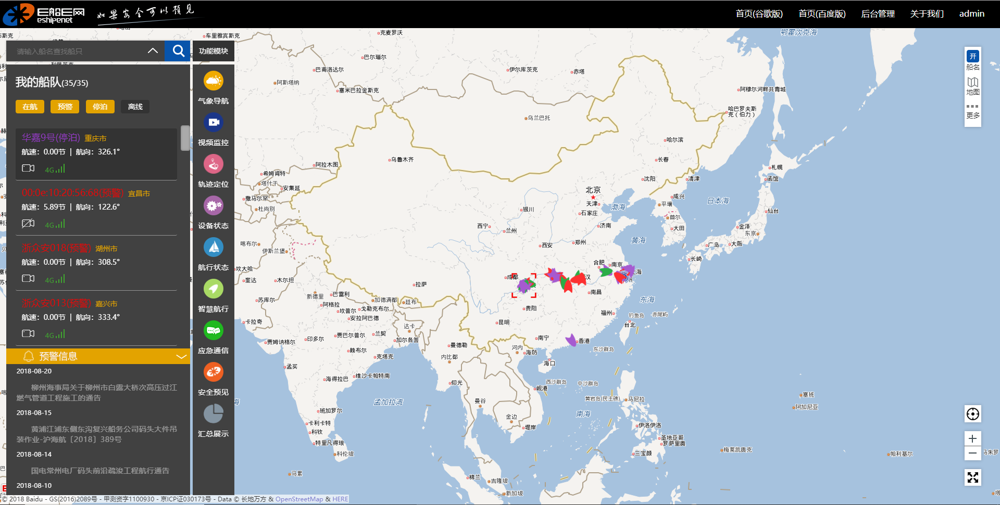 E船E网
eshipenet
如果安全可以预见
首页(谷歌版)
首页(百度版)
后台管理
关于我们
admin
请输入船名查找船只
我的船队(35/35)
在航
预警
停泊
离线
华嘉9号(停泊) 重庆市
航速：0.00节 | 航向：326.1°
4G
00:0e:10:20:56:68(预警) 宜昌市
航速：5.89节 | 航向：122.6°
4G
浙众安018(预警) 湖州市
航速：0.00节 | 航向：308.5°
4G
浙众安013(预警) 嘉兴市
航速：0.00节 | 航向：333.4°
4G
预警信息
2018-08-20
柳州海事局关于柳州市白露大桥次高压过江
燃气管道工程施工的通告
2018-08-15
黄浦江浦东侧东沟复兴船务公司码头大件吊
装作业-沪海航〔2018〕389号
2018-08-14
国电常州电厂码头前沿疏浚工程航行通告
2018-08-10
功能模块
气象导航
视频监控
轨迹定位
设备状态
航行状态
智慧航行
应急通信
安全预见
汇总展示
开
船名
地图
更多
车里雅宾斯克
克麦罗沃
鄂霍次克海
巴尔瑙尔
巴甫洛达尔
伊尔库茨克
赤塔
阿斯塔纳
塞米巴拉金斯克
阿穆尔河畔共青城
哈巴罗夫斯
克（伯力）
乌兰巴托
哈尔滨
乌鲁木齐
长春
阿拉木图
札幌
希姆肯特
函馆
塔什干
安集延
沈阳
清津
北京
撒马尔罕
天津
咸兴
日本海
杜尚别
银川
石家庄
渤海
平壤
仙台
首尔
西宁
兰州
济南
大田
金泽
东京
喀布尔
西安
郑州
黄海
广岛
大阪
伊斯兰堡
长崎
坎大哈
合肥
南京
上海
奎达
木尔坦
成都
汉
拉萨
新德里
巴雷利
南昌
苏库尔
阿格拉
加德满都
廷布
东海
坎普尔
戈勒克布尔
贵阳
福州
钓鱼岛
赤尾屿
卡拉奇
安拉阿巴德
达卡
昆明
台北
贾巴尔普尔
兰契
贾姆讷格尔
印多尔
加尔各答
南宁
香港
曼德勒
河内
东沙群岛
赖布尔
海防
克塔克
内比都
海口
孟买
海得拉巴
维沙卡帕特南
仰光
岘港
西沙群岛
中沙群岛
孟加拉湾
曼谷
黄岩岛(民主礁)
马尼拉
塞班
班加罗尔
金边
南海
阿加尼亚
卡利卡特
堤岸
伊洛伊洛
科钦
特里凡得琅
圣地亚哥
罗萨里奥
科伦坡
三宝颜
梅莱凯奥克
帕利基尔
马朱罗
马累
棉兰
吉隆坡
新加坡
© 2018 Baidu - GS(2016)2089号 - 甲测资字1100930 - 京ICP证030173号 - Data © 长地万方 & OpenStreetMap & HERE